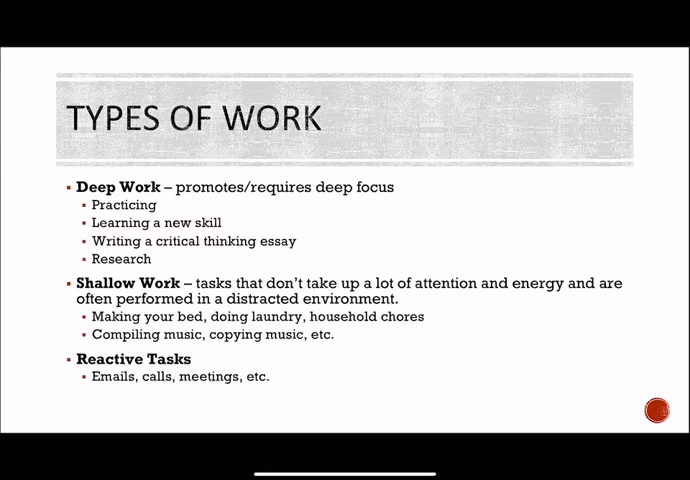 TYPES OF WORK
Deep Work – promotes/requires deep focus
Practicing
Learning a new skill
Writing a critical thinking essay
Research
Shallow Work – tasks that don't take up a lot of attention and energy and are
often performed in a distracted environment.
Making your bed, doing laundry, household chores
Compiling music, copying music, etc.
Reactive Tasks
Emails, calls, meetings, etc.